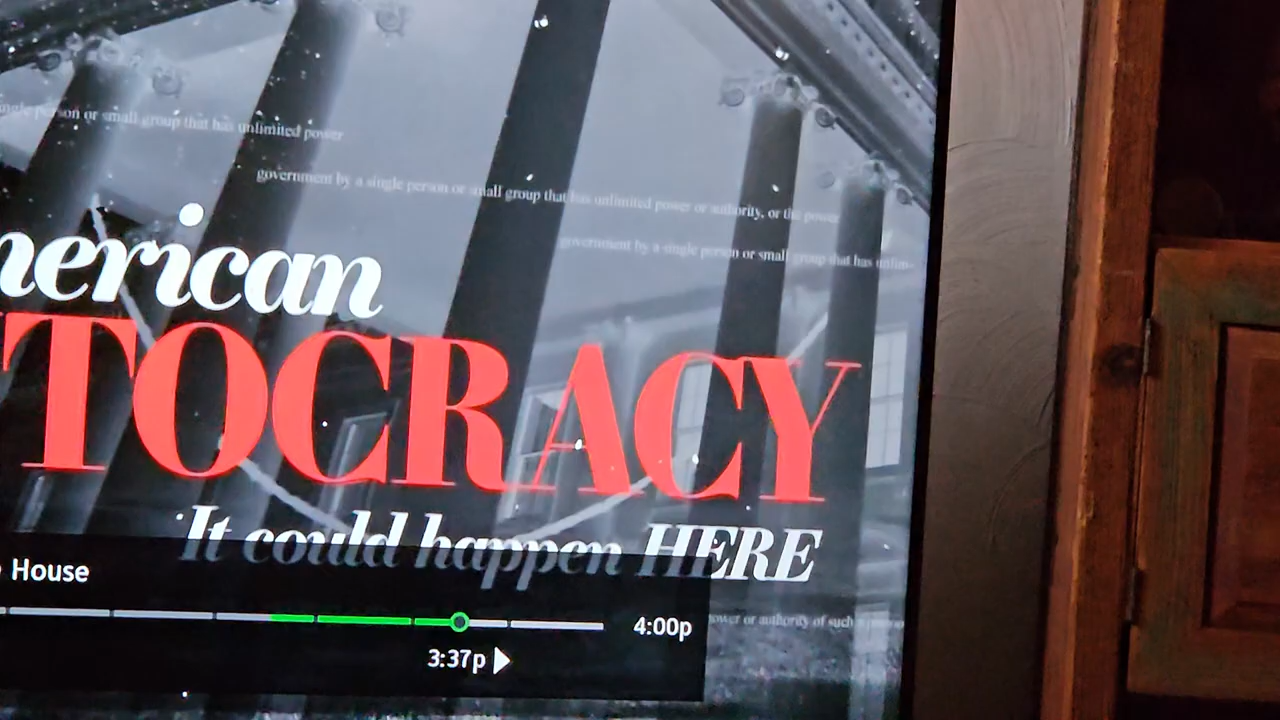 single person or small group that has unlimited power
government by a single person or small group that has unlimited power or authority, or the power
government by a single person or small group that has unlim-
merican
TOCRACY
It could happen HERE
House
4:00p
power or authority of such a person
3:37p